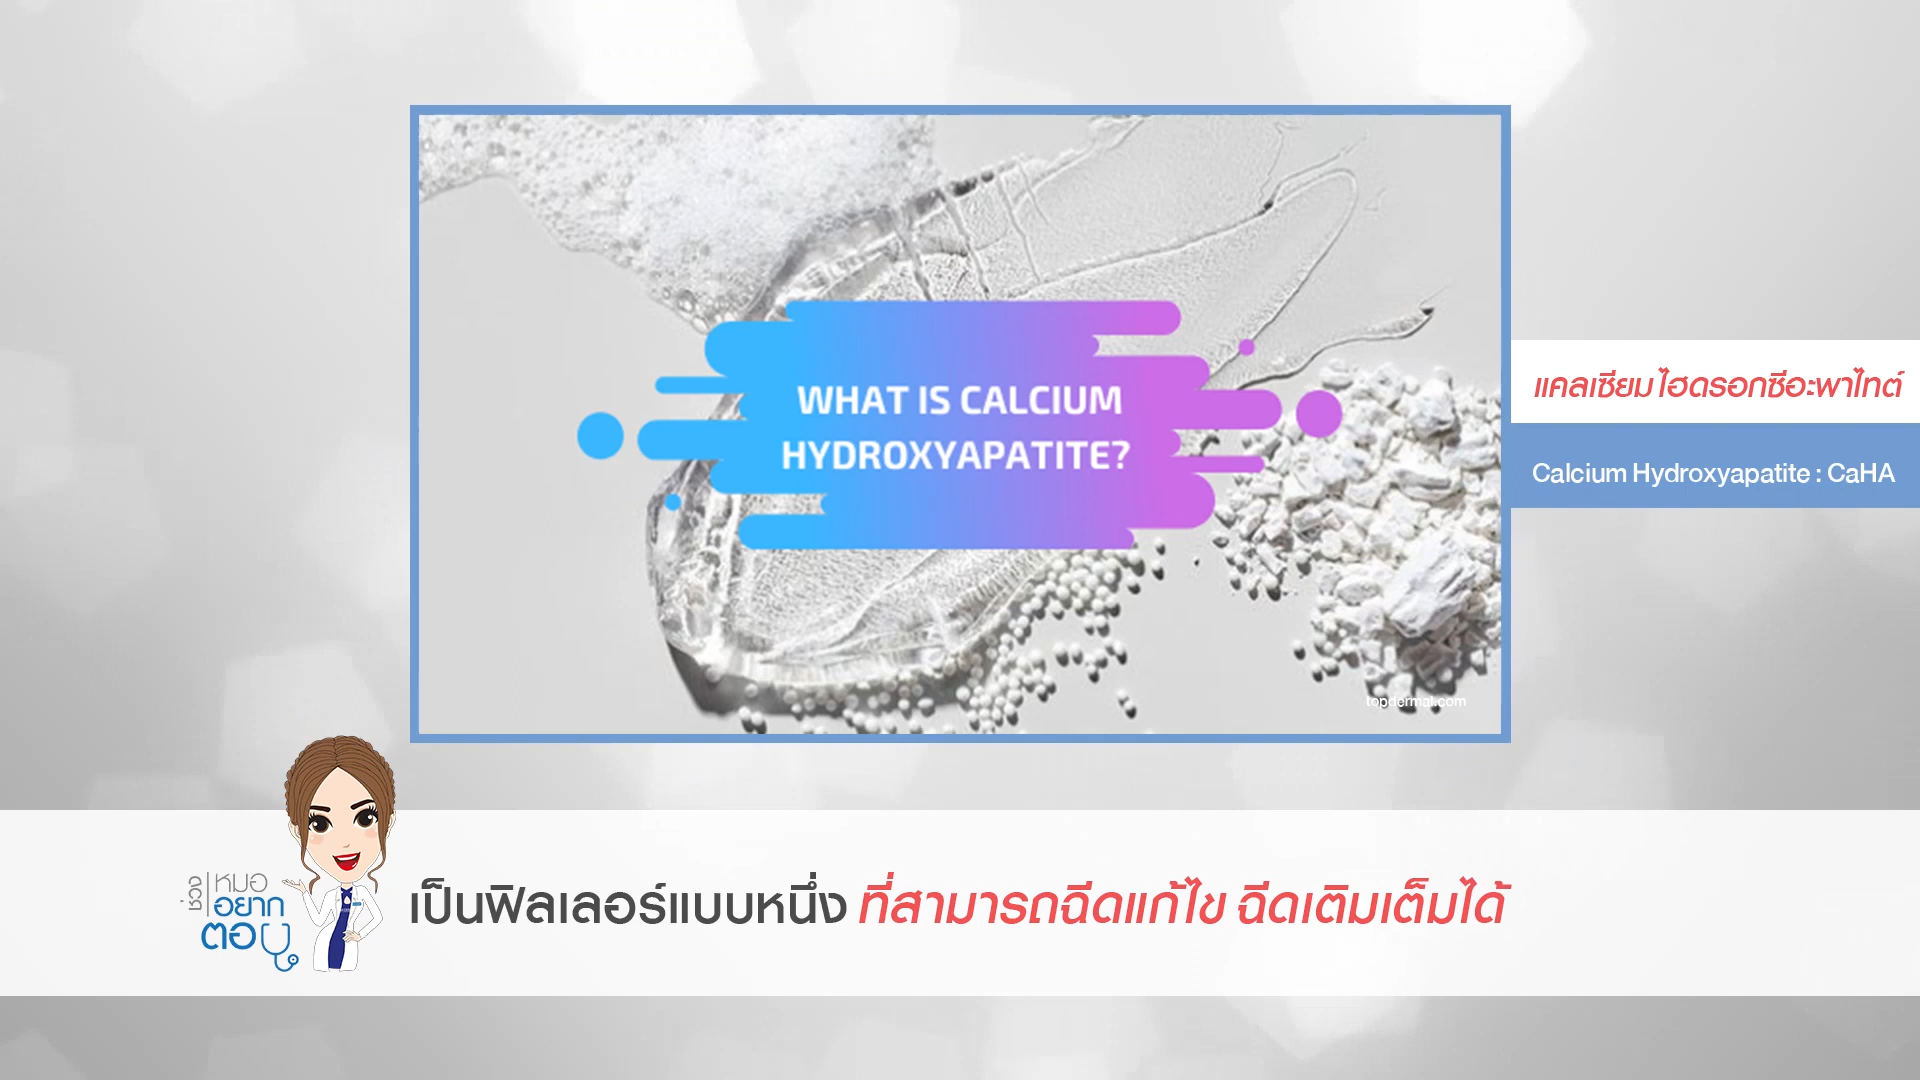 WHAT IS CALCIUM
HYDROXYAPATITE?
topdermal.com
แคลเซียม ไฮดรอกซีอะพาไทต์
Calcium Hydroxyapatite : CaHA
ช่วง
หมอ
อยาก
ตอบ
เป็นฟิลเลอร์แบบหนึ่ง ที่สามารถฉีดแก้ไข ฉีดเติมเต็มได้